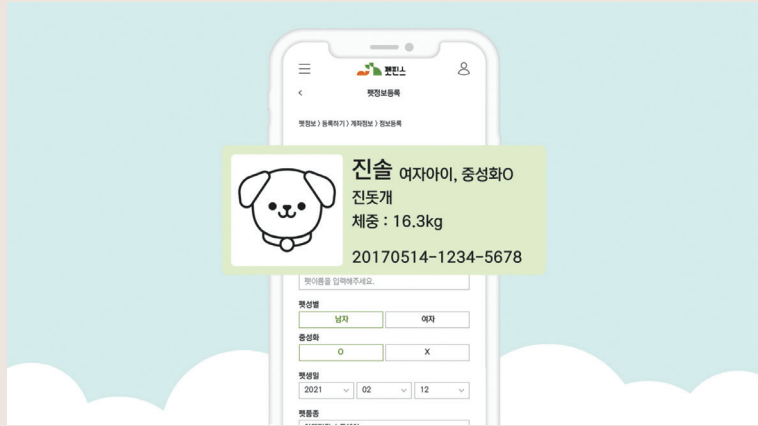 펫핀스
< 펫정보등록
펫정보 > 등록하기 > 계좌정보 > 정보등록
진솔 여자아이, 중성화O
진돗개
체중 : 16.3kg
20170514-1234-5678
펫이름을 입력해주세요.
펫성별
남자 여자
중성화
O X
펫생일
2021 02 12
펫품종